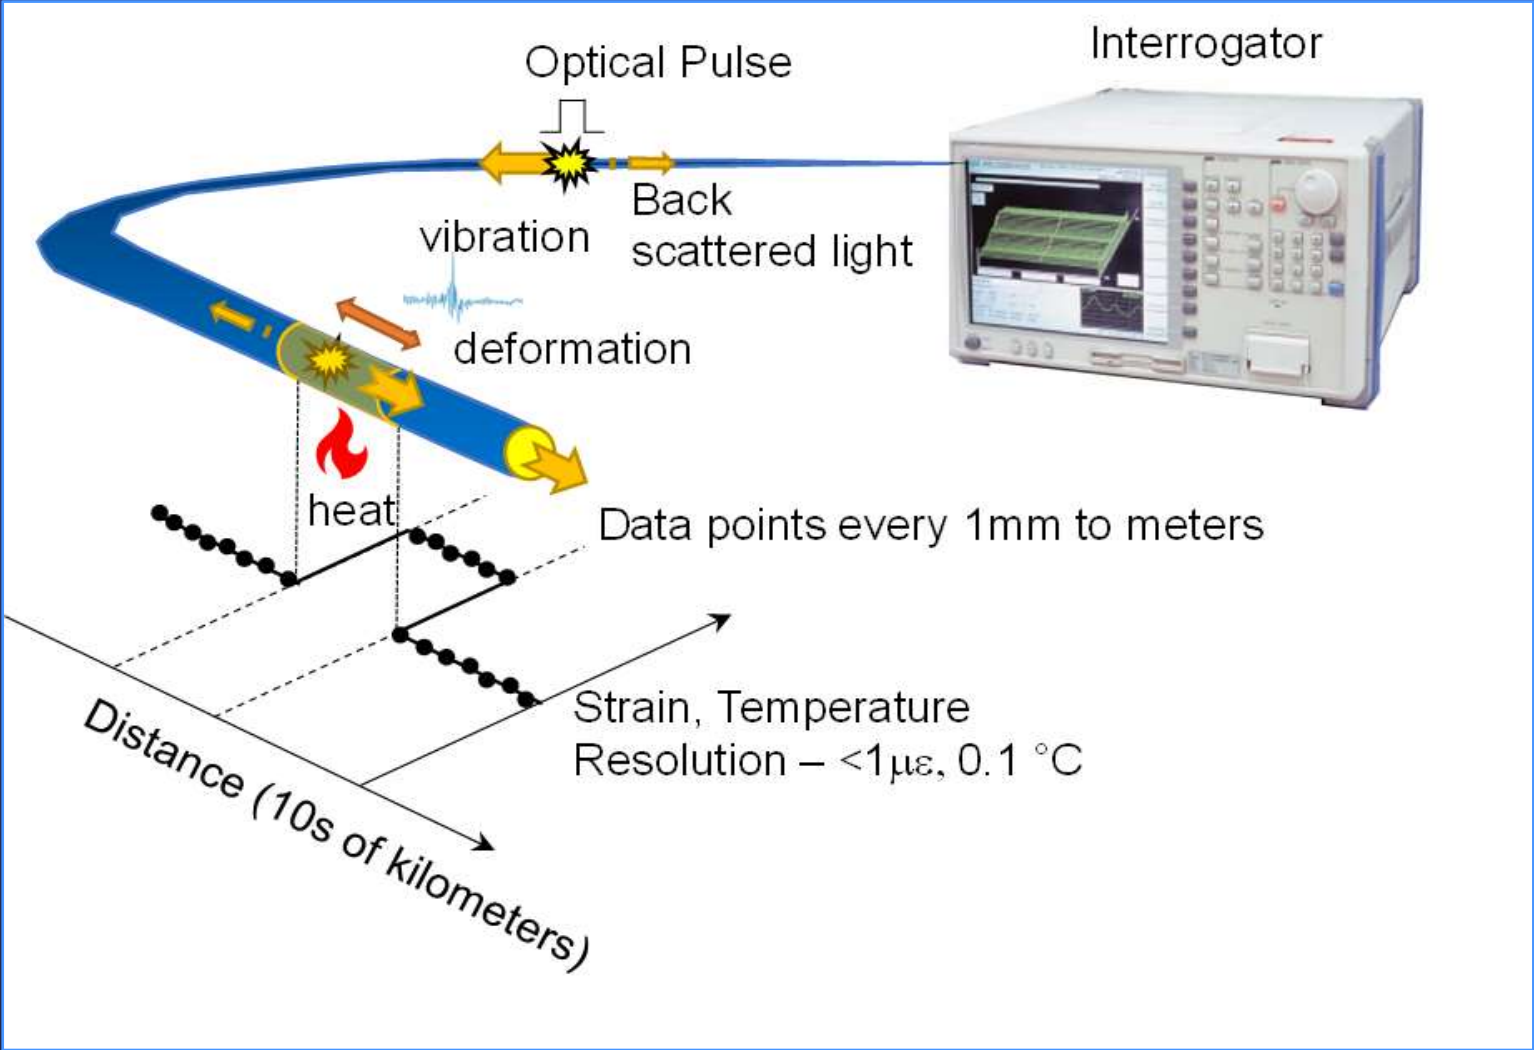 Interrogator
Optical Pulse
Back
scattered light
vibration
deformation
heat
Data points every 1mm to meters
Strain, Temperature
Resolution – <1με, 0.1 °C
Distance (10s of kilometers)